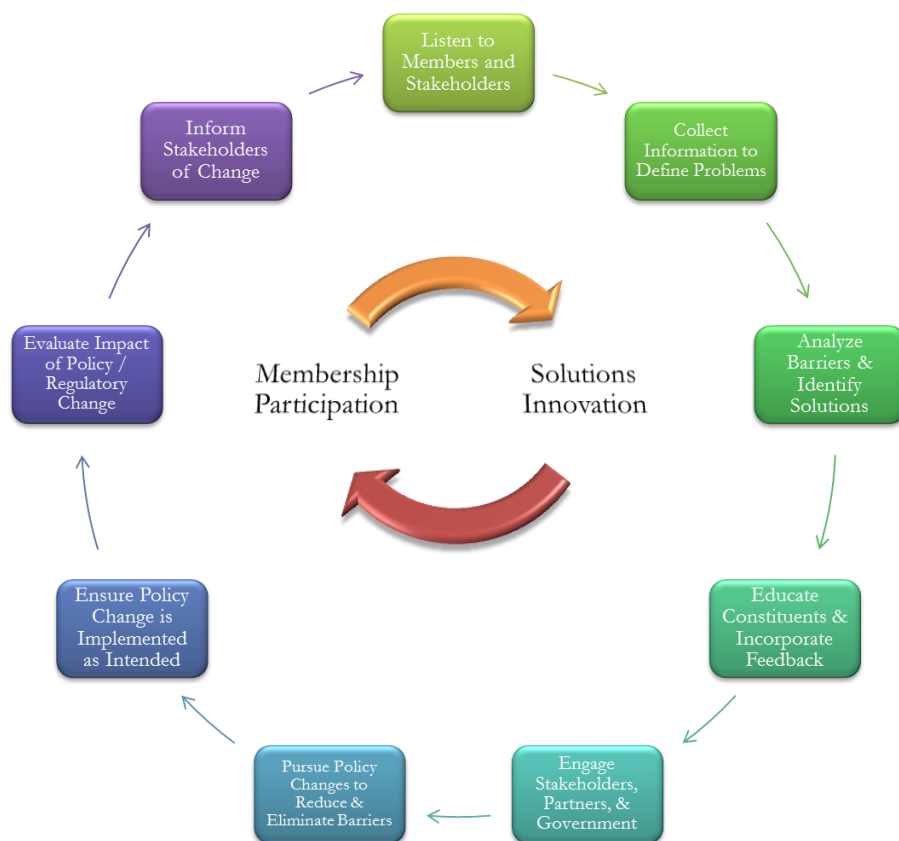 Listen to
Members and
Stakeholders
Collect
Information to
Define Problems
Analyze
Barriers &
Identify
Solutions
Educate
Constituents &
Incorporate
Feedback
Engage
Stakeholders,
Partners, &
Government
Pursue Policy
Changes to
Reduce &
Eliminate Barriers
Ensure Policy
Change is
Implemented
as Intended
Evaluate Impact
of Policy /
Regulatory
Change
Inform
Stakeholders
of Change
Membership
Participation
Solutions
Innovation